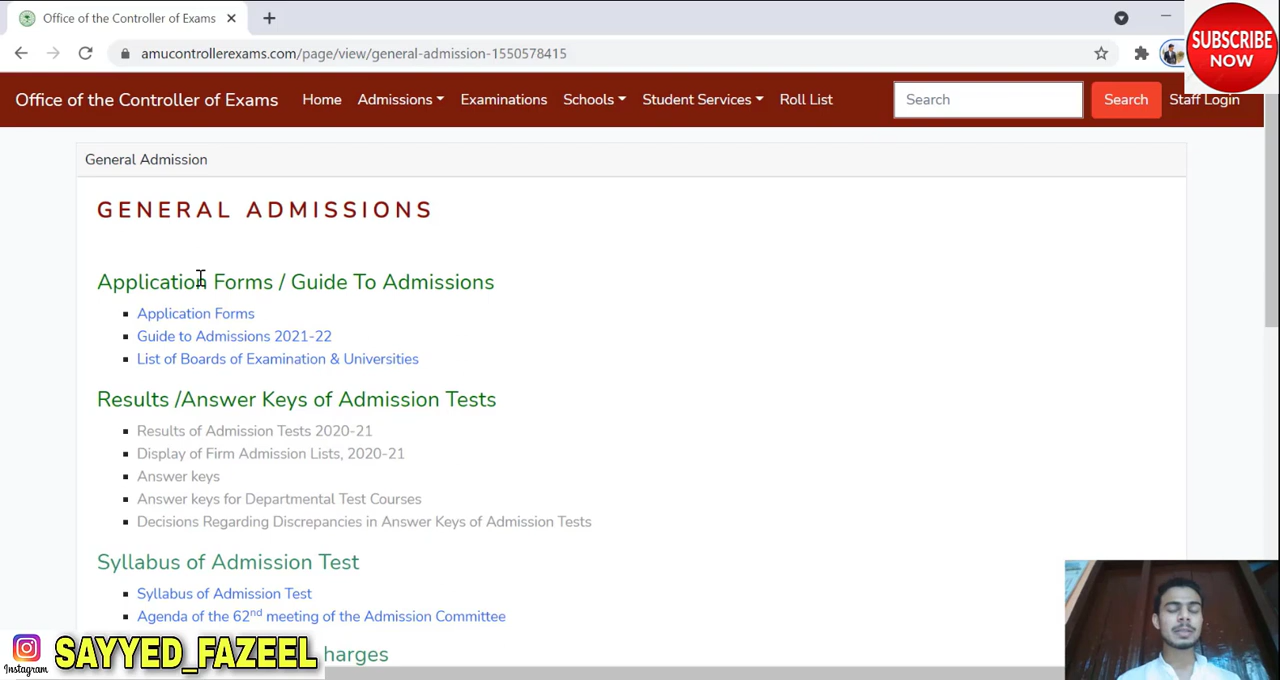 Office of the Controller of Exams
amucontrollerexams.com/page/view/general-admission-1550578415
SUBSCRIBE
NOW
Office of the Controller of Exams Home Admissions Examinations Schools Student Services Roll List Search Search Staff Login
General Admission
GENERAL ADMISSIONS
Application Forms / Guide To Admissions
Application Forms
Guide to Admissions 2021-22
List of Boards of Examination & Universities
Results /Answer Keys of Admission Tests
Results of Admission Tests 2020-21
Display of Firm Admission Lists, 2020-21
Answer keys
Answer keys for Departmental Test Courses
Decisions Regarding Discrepancies in Answer Keys of Admission Tests
Syllabus of Admission Test
Syllabus of Admission Test
Agenda of the 62nd meeting of the Admission Committee
harges
Instagram
SAYYED_FAZEEL